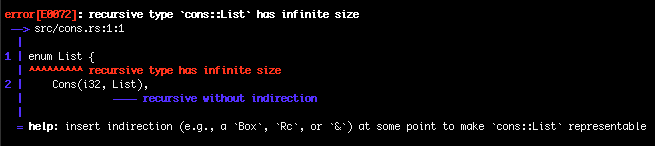 error[E0072]: recursive type `cons::List` has infinite size
--> src/cons.rs:1:1
|
1 | enum List {
| ^^^^^^^^^ recursive type has infinite size
2 |     Cons(i32, List),
|               ---- recursive without indirection
|
= help: insert indirection (e.g., a `Box`, `Rc`, or `&`) at some point to make `cons::List` representable